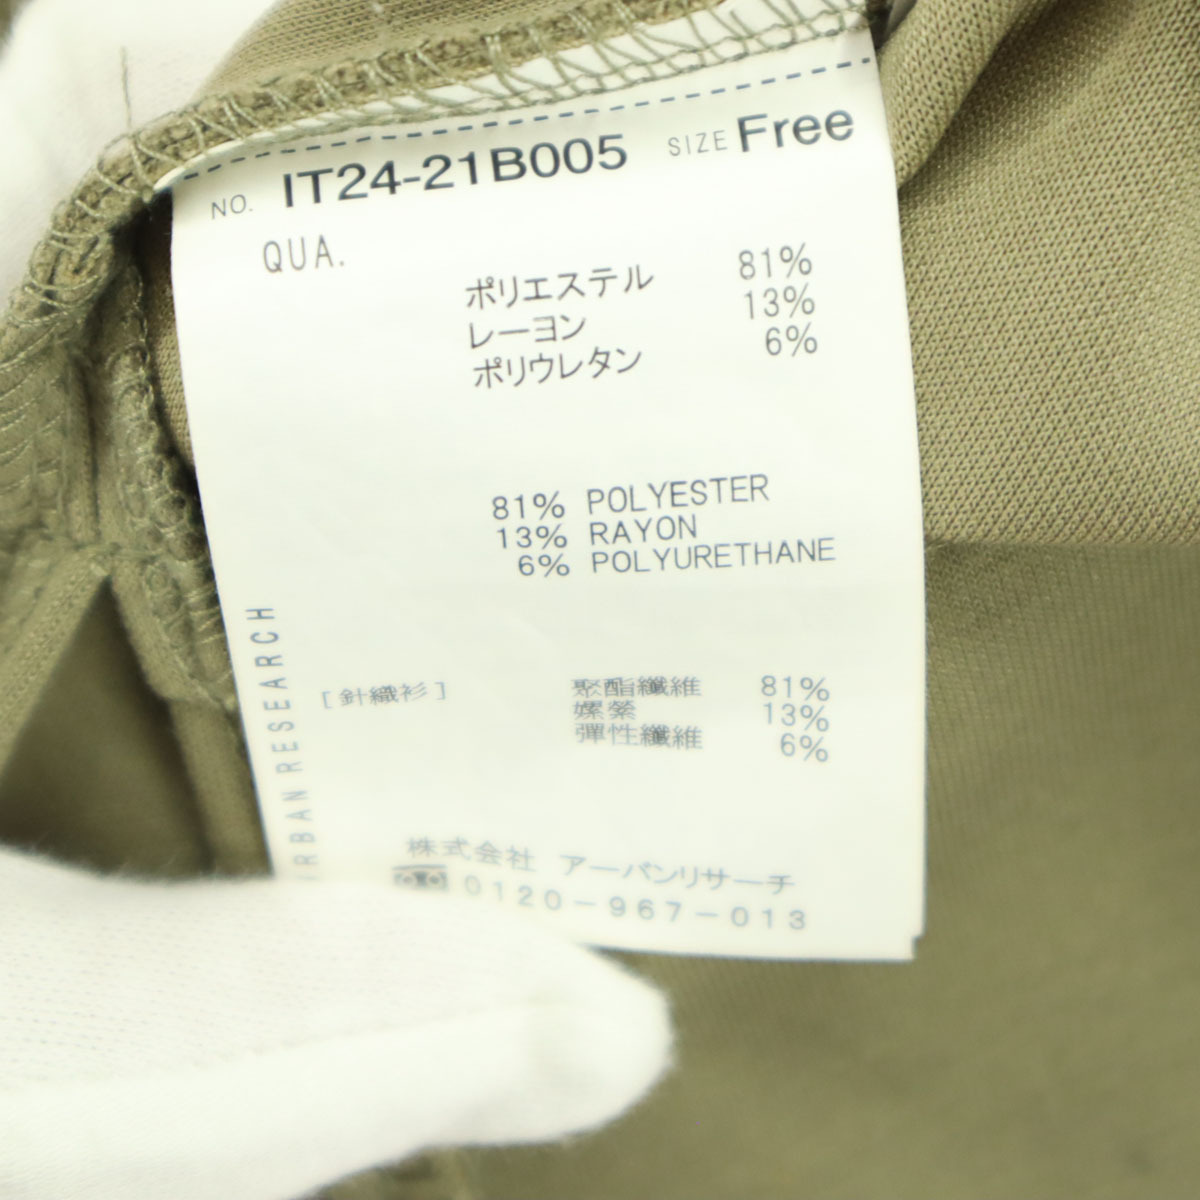 NO. IT24-21B005 SIZE Free
QUA.
ポリエステル 81%
レーヨン 13%
ポリウレタン 6%
81% POLYESTER
13% RAYON
6% POLYURETHANE
[針織衫] 聚酯纖維 81%
嫘縈 13%
彈性纖維 6%
URBAN RESEARCH
株式会社 アーバンリサーチ
0120-967-013